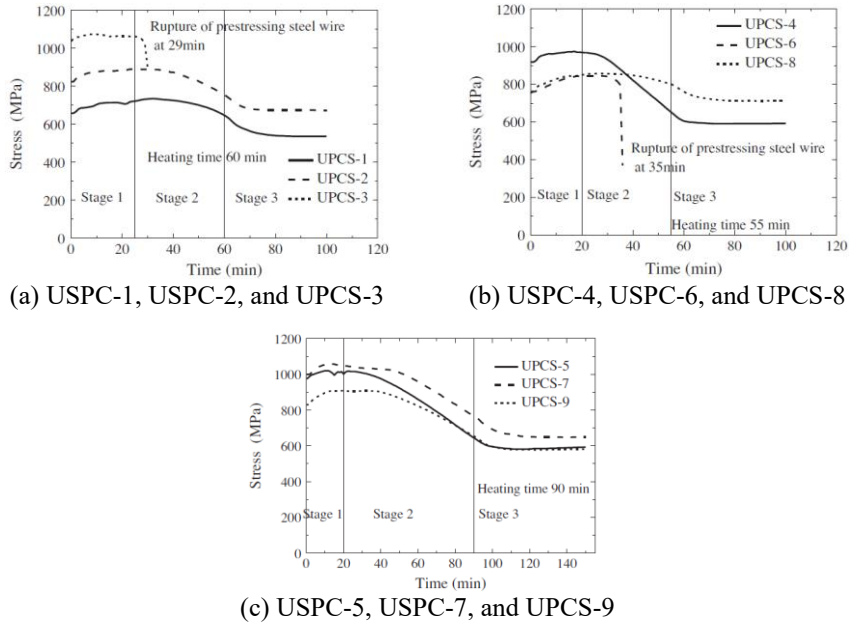 1200
1000
800
600
400
200
0
Stress (MPa)
Rupture of prestressing steel wire
at 29min
Heating time 60 min
UPCS-1
UPCS-2
UPCS-3
Stage 1
Stage 2
Stage 3
0 20 40 60 80 100 120
Time (min)
(a) USPC-1, USPC-2, and UPCS-3
1200
1000
800
600
400
200
0
Stress (MPa)
UPCS-4
UPCS-6
UPCS-8
Rupture of prestressing steel wire
at 35min
Stage 1
Stage 2
Stage 3
Heating time 55 min
0 20 40 60 80 100 120
Time (min)
(b) USPC-4, USPC-6, and UPCS-8
1200
1000
800
600
400
200
0
Stress (MPa)
UPCS-5
UPCS-7
UPCS-9
Heating time 90 min
Stage 1
Stage 2
Stage 3
0 20 40 60 80 100 120 140
Time (min)
(c) USPC-5, USPC-7, and UPCS-9